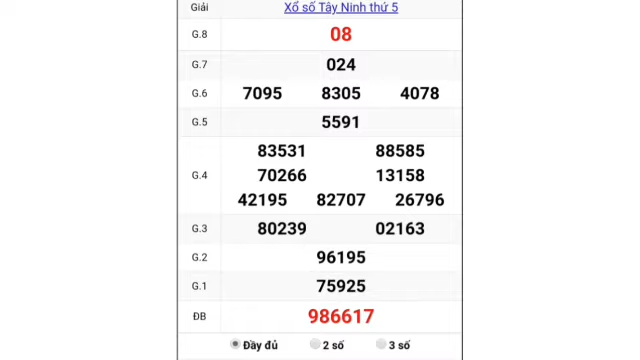 Giải Xổ số Tây Ninh thứ 5
G.8 08
G.7 024
G.6 7095 8305 4078
G.5 5591
83531 88585
G.4 70266 13158
42195 82707 26796
G.3 80239 02163
G.2 96195
G.1 75925
ĐB 986617
Đầy đủ 2 số 3 số